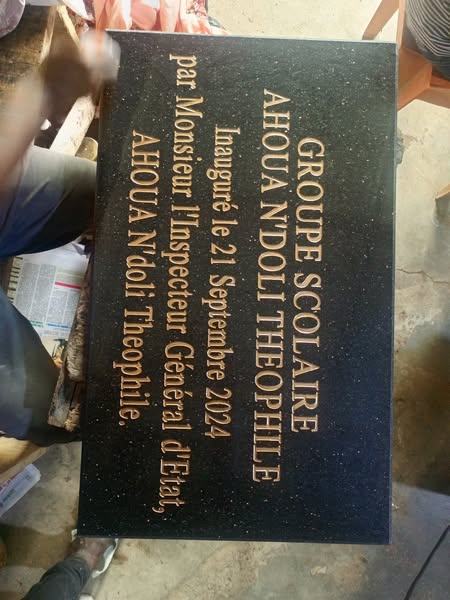 GROUPE SCOLAIRE
AHOUA N'DOLI THEOPHILE
Inauguré le 21 Septembre 2024
par Monsieur l'Inspecteur Général d'Etat,
AHOUA N'doli Theophile.